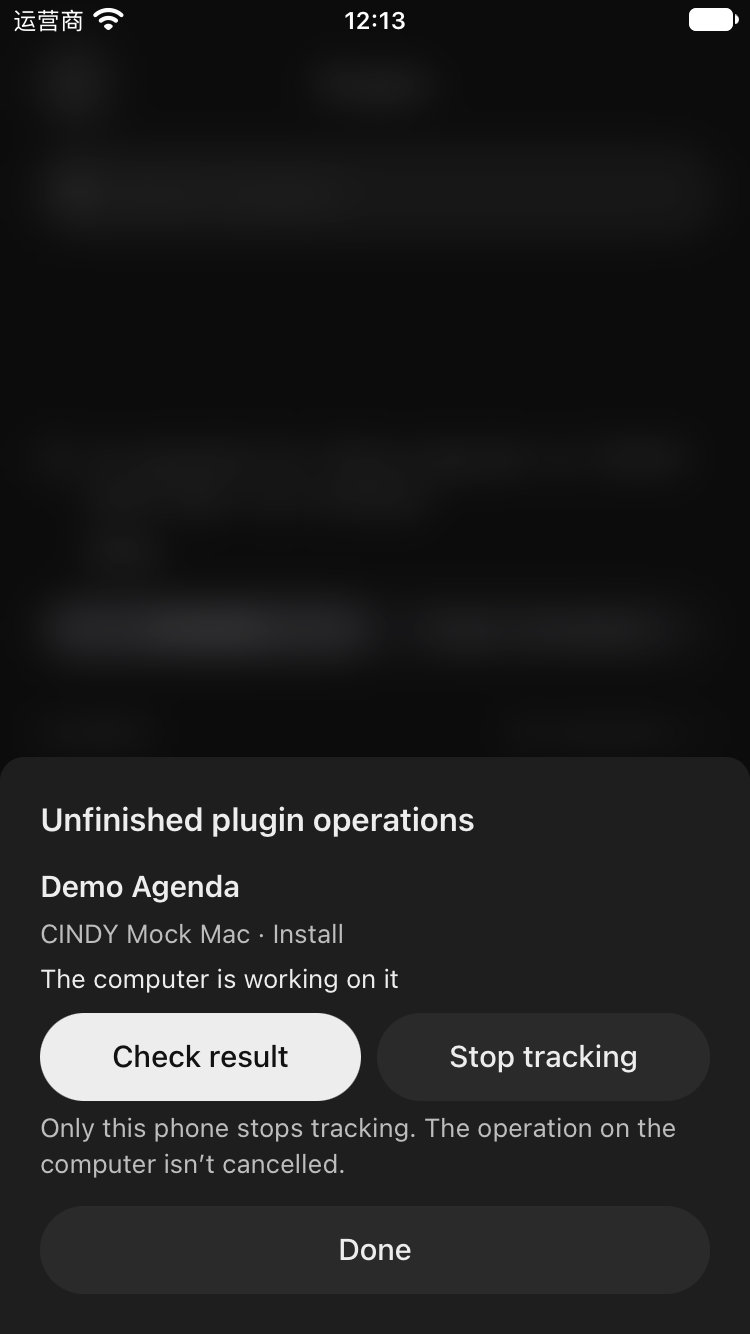 运营商
12:13
Unfinished plugin operations
Demo Agenda
CINDY Mock Mac · Install
The computer is working on it
Check result
Stop tracking
Only this phone stops tracking. The operation on the
computer isn’t cancelled.
Done